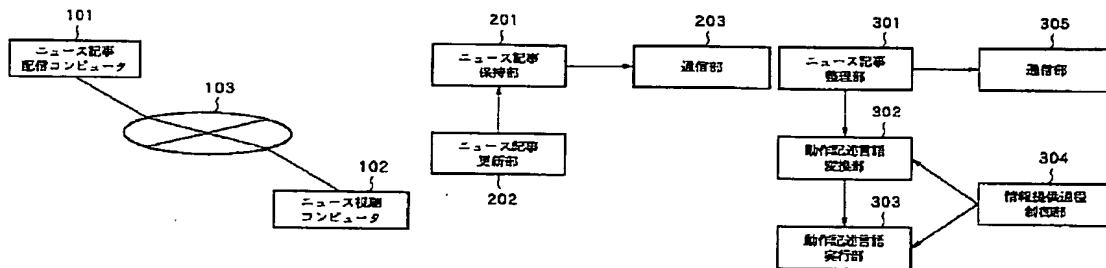 101
ニュース記事
配信コンピュータ
103
102
ニュース視聴
コンピュータ
201
ニュース記事
保持部
203
通信部
ニュース記事
更新部
202
301
ニュース記事
整理部
305
通信部
302
動作記述言語
変換部
304
情報提供過程
制御部
303
動作記述言語
実行部